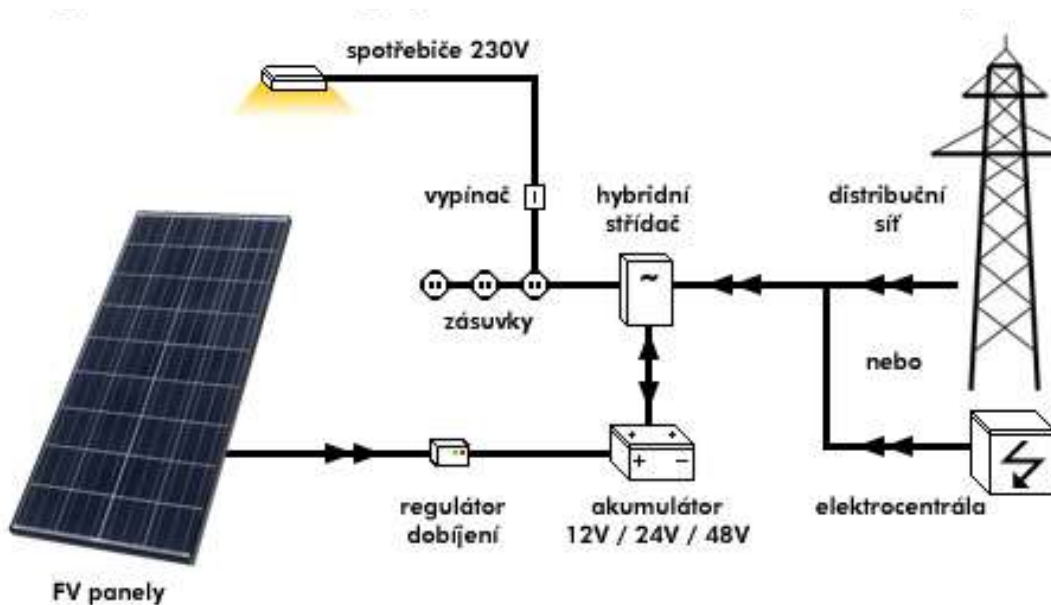 spotřebiče 230V
vypínač
hybridní
střídač
distribuční
síť
~
zásuvky
nebo
+ +
+ −
regulátor
dobíjení
akumulátor
12V / 24V / 48V
elektrocentrála
FV panely